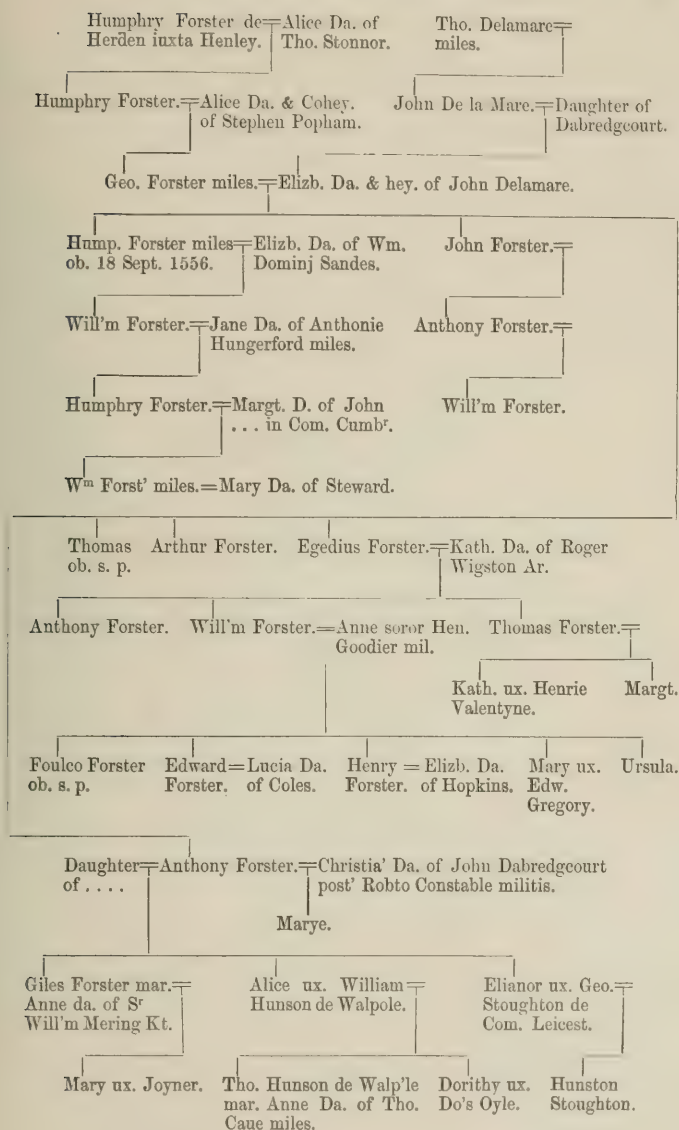 Humphry Forster de=Alice Da. of Tho. Delamare=
Herden iuxta Henley. Tho. Stonnor. miles.
Humphry Forster.=Alice Da. & Cohey. John De la Mare.=Daughter of
of Stephen Popham. Dabredgcourt.
Geo. Forster miles.=Elizb. Da. & hey. of John Delamare.
Hump. Forster miles=Elizb. Da. of Wm. John Forster.=
ob. 18 Sept. 1556. Dominj Sandes.
Will'm Forster.=Jane Da. of Anthonie Anthony Forster.=
Hungerford miles.
Humphry Forster.=Margt. D. of John Will'm Forster.
... in Com. Cumbr.
Wm Forst' miles.=Mary Da. of Steward.
Thomas Arthur Forster. Egedius Forster.=Kath. Da. of Roger
ob. s. p. Wigston Ar.
Anthony Forster. Will'm Forster.=Anne soror Hen. Thomas Forster.=
Goodier mil.
Kath. ux. Henrie Margt.
Valentyne.
Foulco Forster Edward=Lucia Da. Henry = Elizb. Da. Mary ux. Ursula.
ob. s. p. Forster. of Coles. Forster. of Hopkins. Edw.
Gregory.
Daughter=Anthony Forster.=Christia' Da. of John Dabredgcourt
of .... post' Robto Constable militis.
Marye.
Giles Forster mar.= Alice ux. William= Elianor ux. Geo.=
Anne da. of Sr Hunson de Walpole. Stoughton de
Will'm Mering Kt. Com. Leicest.
Mary ux. Joyner. Tho. Hunson de Walp'le Dorithy ux. Hunston
mar. Anne Da. of Tho. Do's Oyle. Stoughton.
Caue miles.